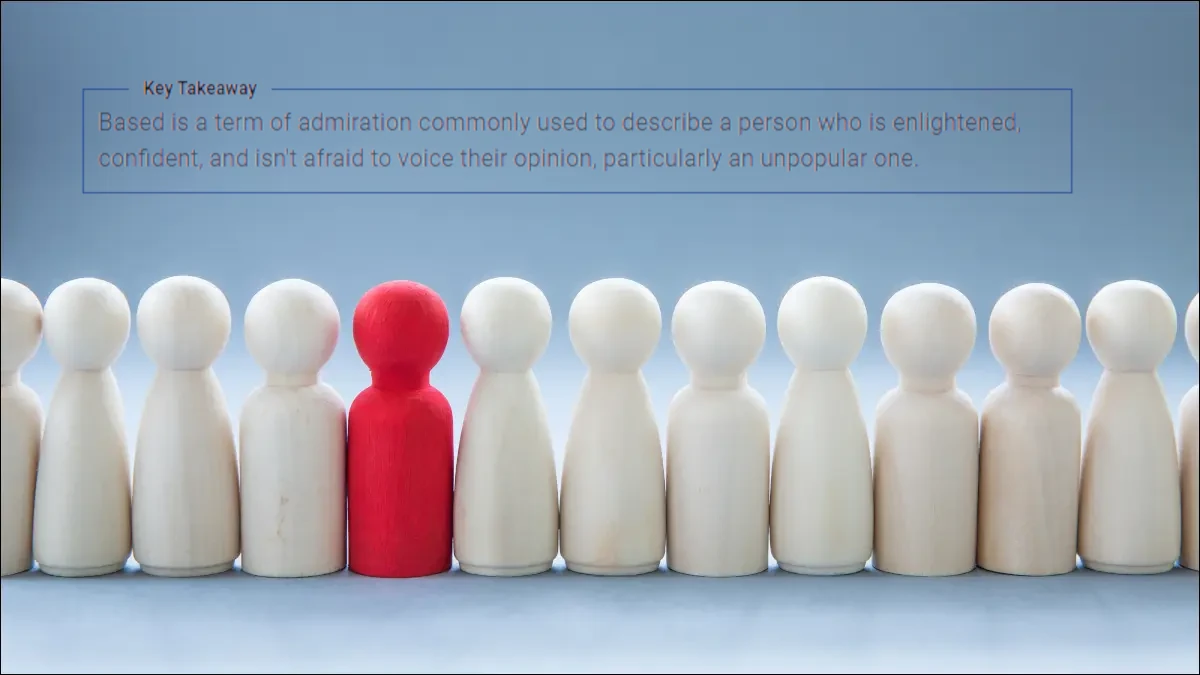 Key Takeaway
Based is a term of admiration commonly used to describe a person who is enlightened,
confident, and isn't afraid to voice their opinion, particularly an unpopular one.